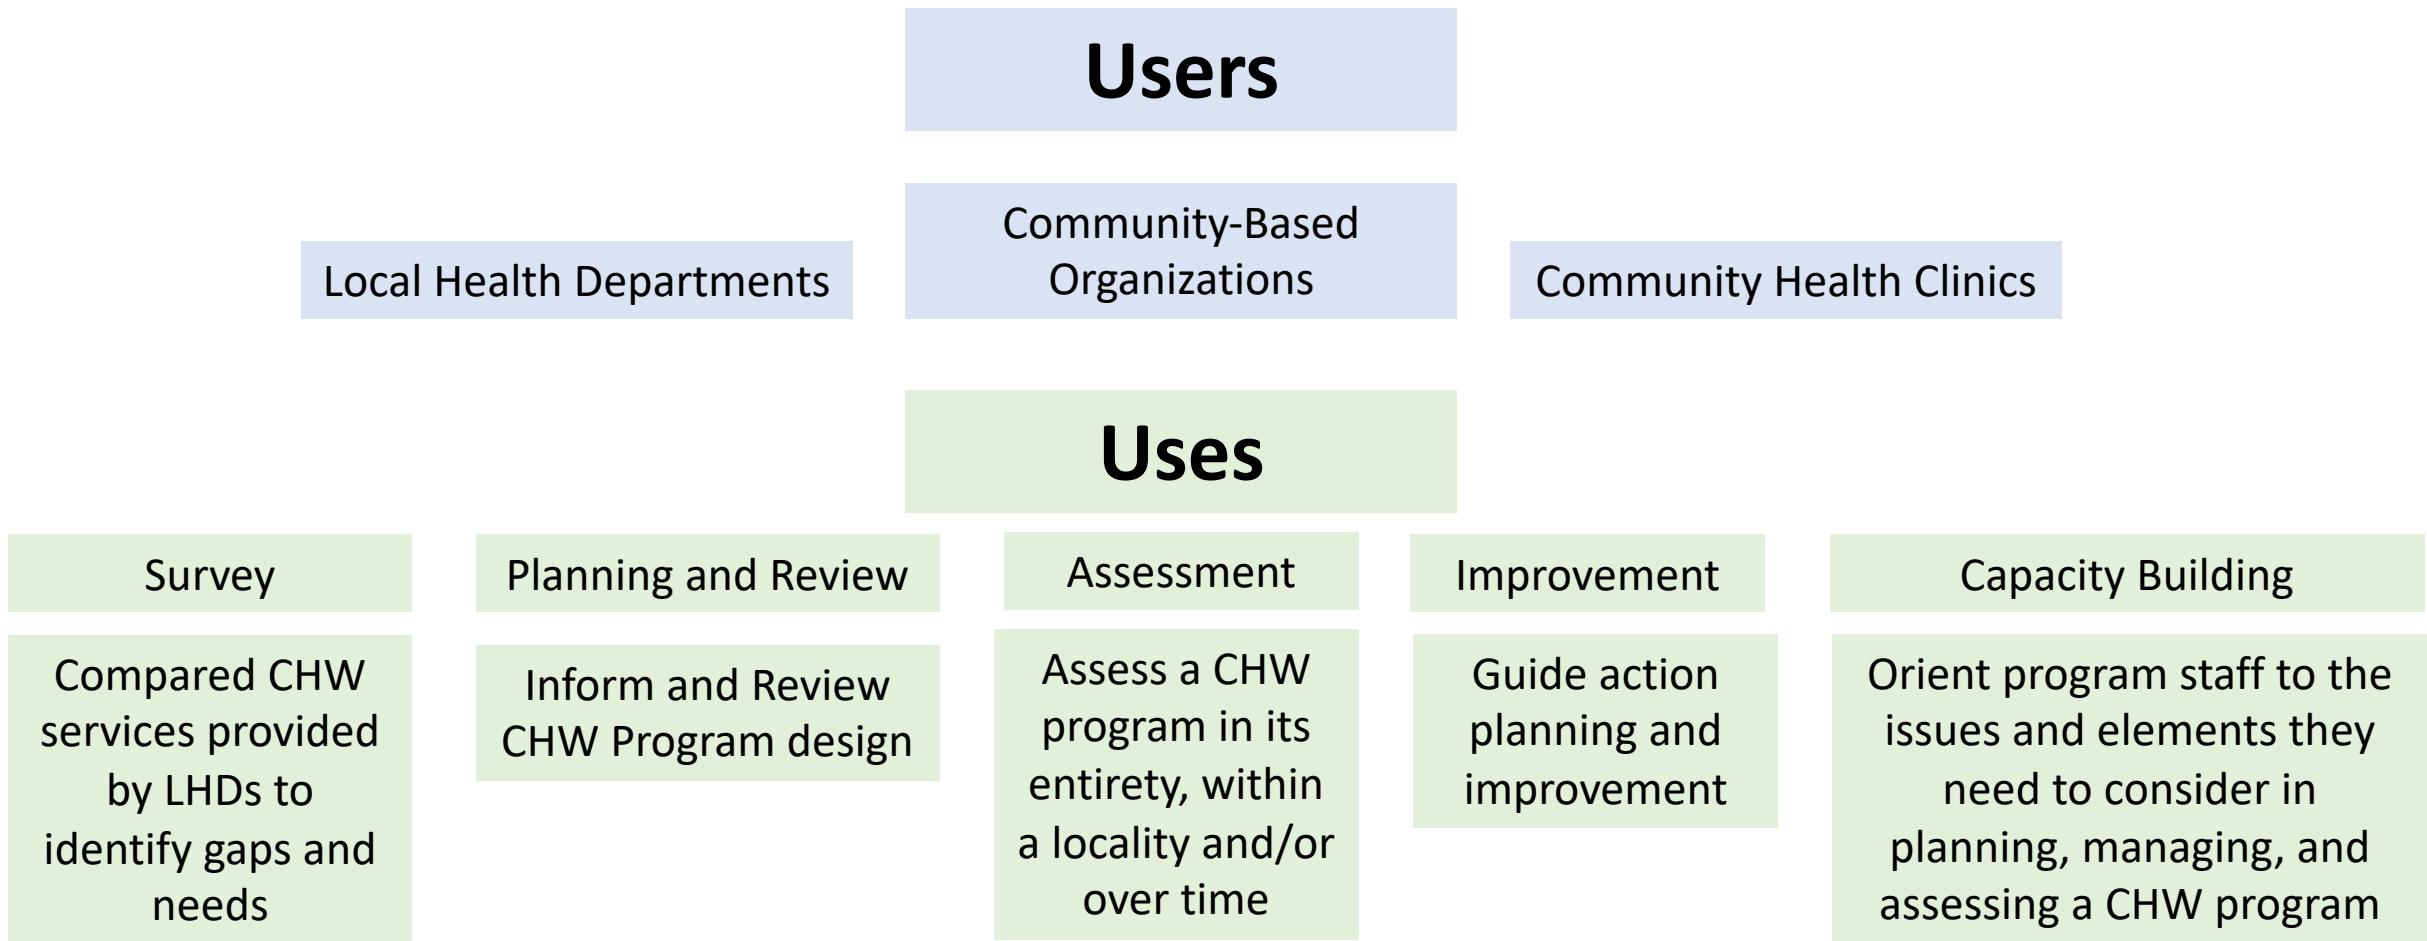 Users
Local Health Departments
Community-Based
Organizations
Community Health Clinics
Uses
Survey
Planning and Review
Assessment
Improvement
Capacity Building
Compared CHW
services provided
by LHDs to
identify gaps and
needs
Inform and Review
CHW Program design
Assess a CHW
program in its
entirety, within
a locality and/or
over time
Guide action
planning and
improvement
Orient program staff to the
issues and elements they
need to consider in
planning, managing, and
assessing a CHW program